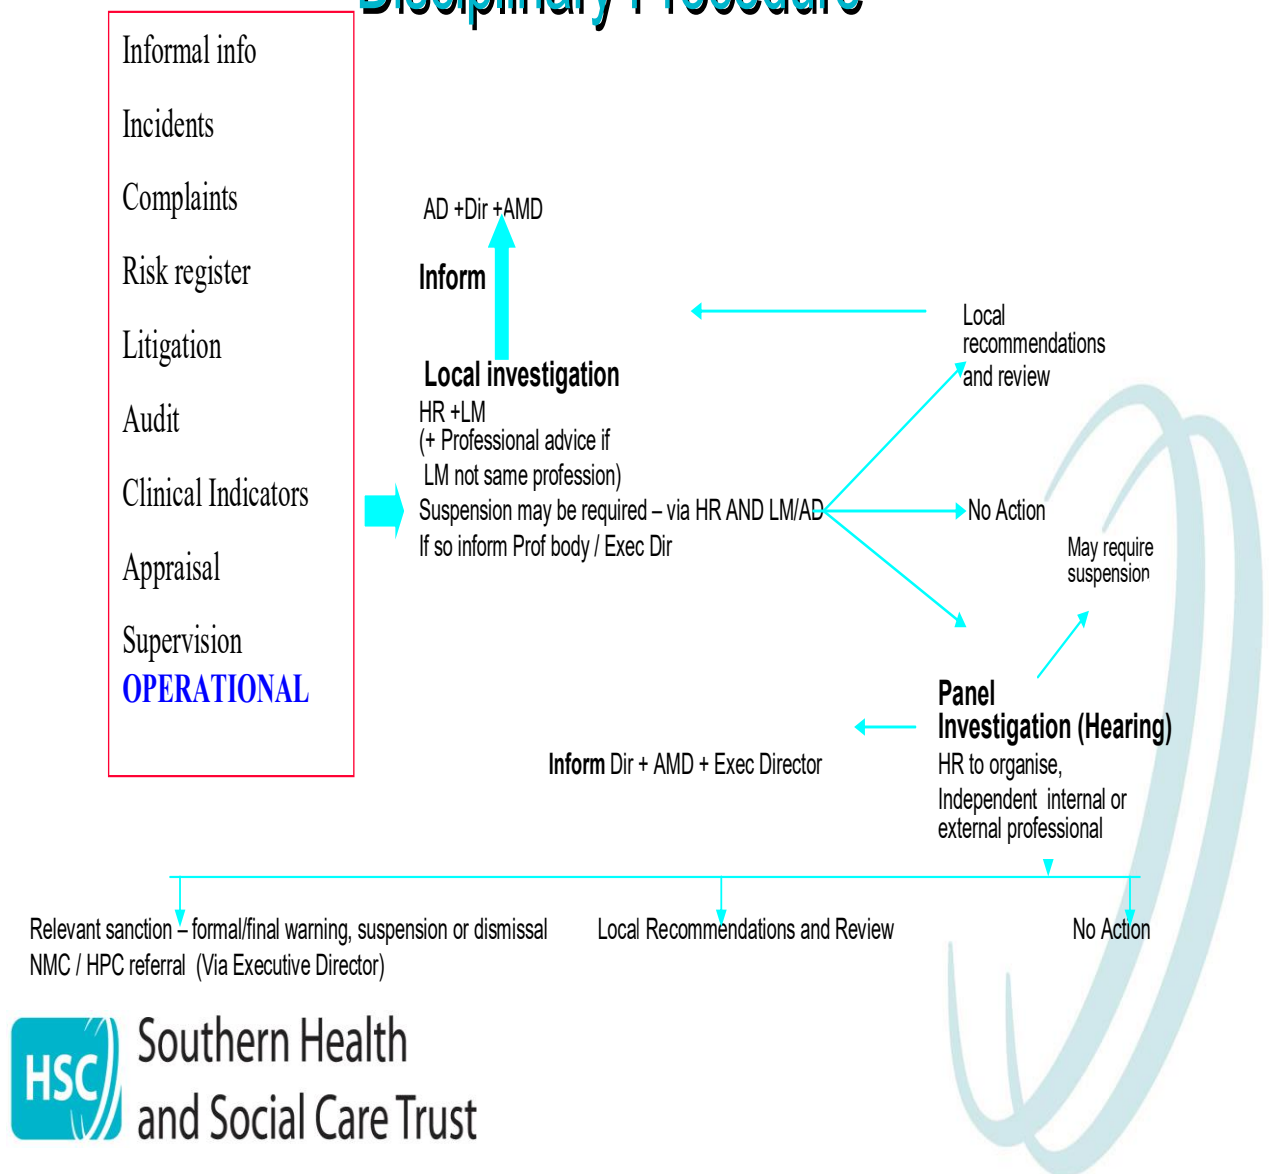 Disciplinary Procedure
Informal info
Incidents
Complaints
Risk register
Litigation
Audit
Clinical Indicators
Appraisal
Supervision
OPERATIONAL
AD +Dir +AMD
Inform
Local investigation
HR +LM
(+ Professional advice if
LM not same profession)
Suspension may be required – via HR AND LM/AD
If so inform Prof body / Exec Dir
Local
recommendations
and review
No Action
May require
suspension
Panel
Investigation (Hearing)
HR to organise,
Independent internal or
external professional
Inform Dir + AMD + Exec Director
Relevant sanction – formal/final warning, suspension or dismissal
NMC / HPC referral (Via Executive Director)
Local Recommendations and Review
No Action
HSC
Southern Health
and Social Care Trust